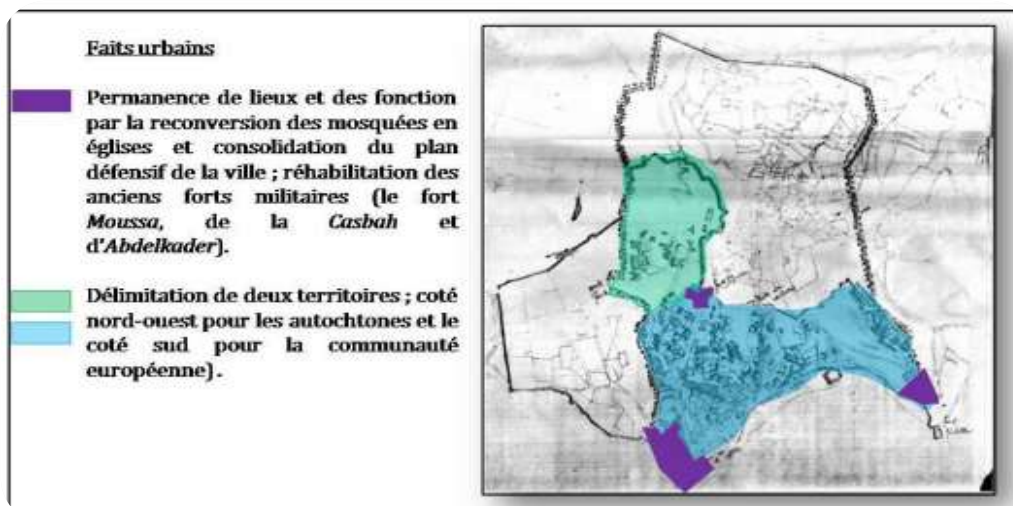 Faits urbains
Permanence de lieux et des fonction
par la reconversion des mosquées en
églises et consolidation du plan
défensif de la ville ; réhabilitation des
anciens forts militaires (le fort
Moussa, de la Casbah et
d'Abdelkader).
Délimitation de deux territoires ; coté
nord-ouest pour les autochtones et le
coté sud pour la communauté
européenne) .